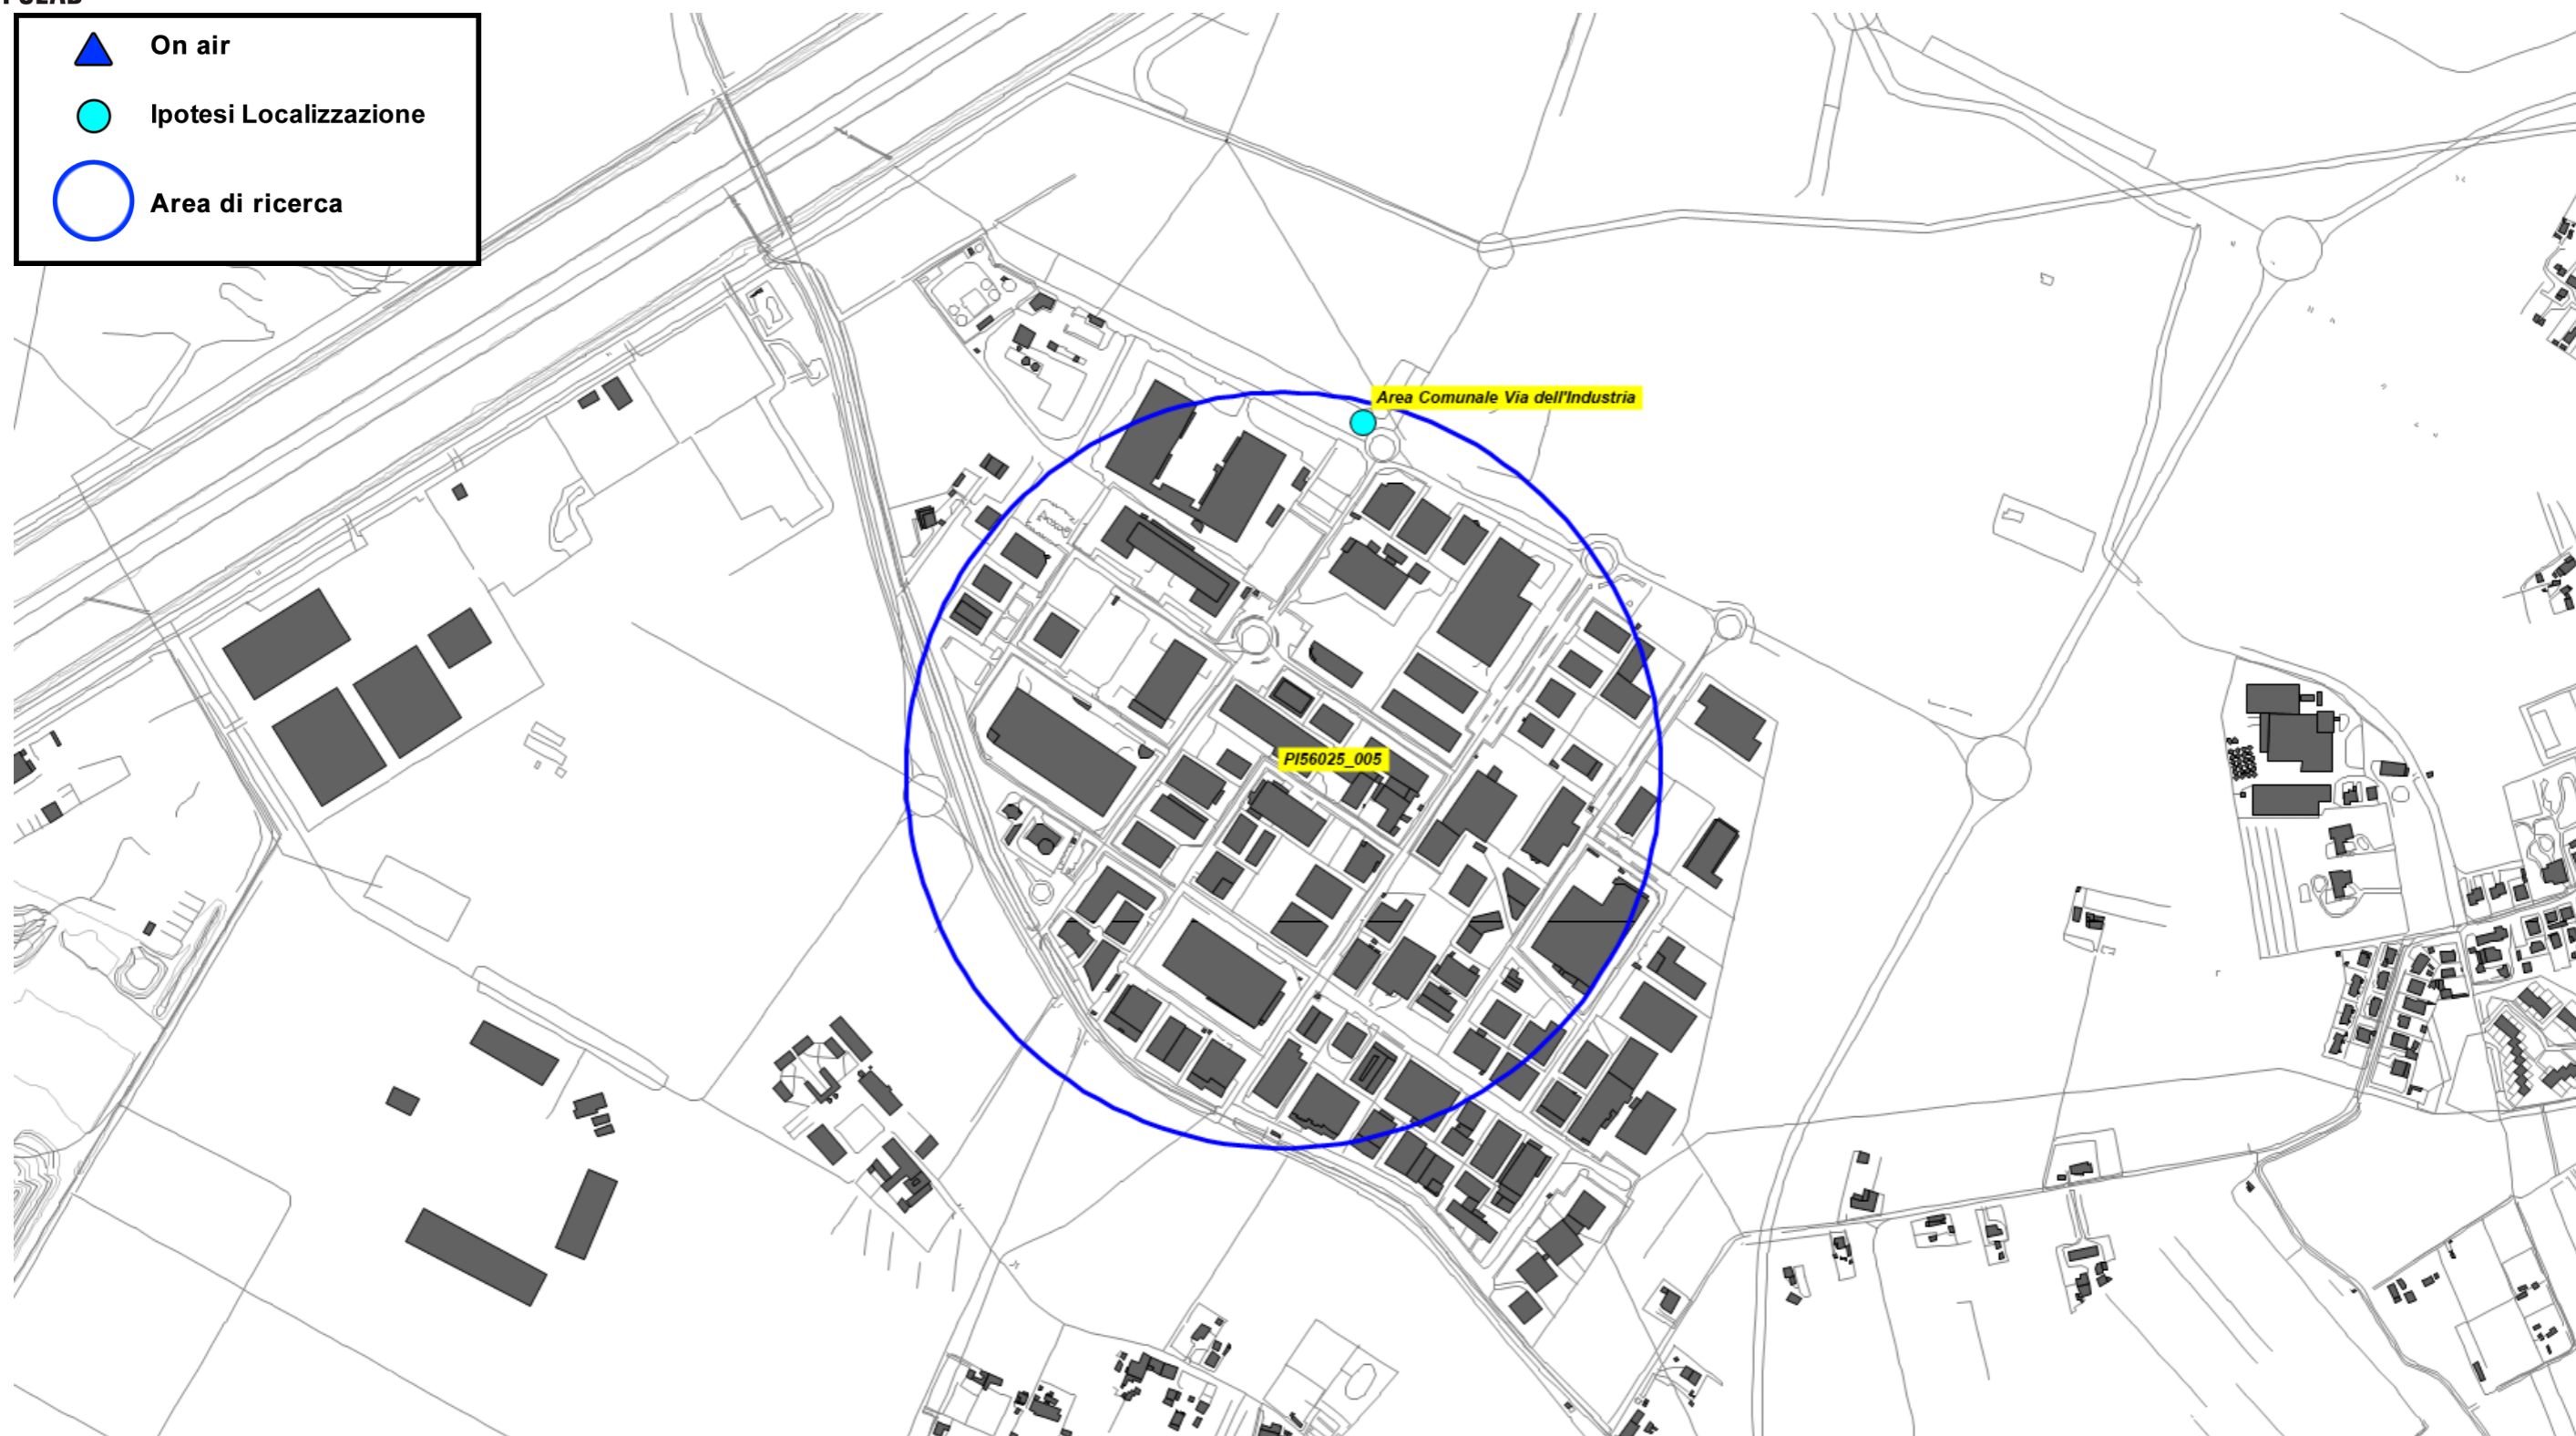 On air
Ipotesi Localizzazione
Area di ricerca
Area Comunale Via dell'Industria
PI56025_005